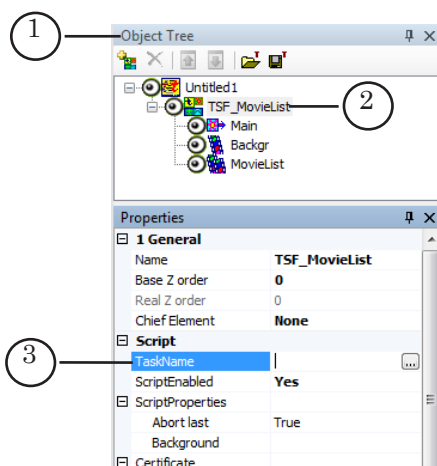 1
Object Tree
Untitled1
TSF_MovieList
2
Main
Backgr
MovieList
Properties
1 General
Name TSF_MovieList
Base Z order 0
Real Z order 0
Chief Element None
Script
3
TaskName ...
ScriptEnabled Yes
ScriptProperties
Abort last True
Background
Certificate